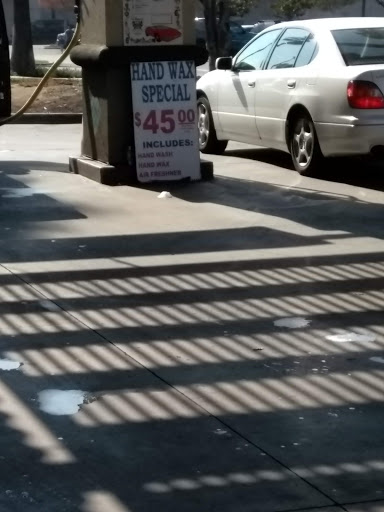 HAND WAX
SPECIAL
$45.00
INCLUDES:
HAND WASH
HAND WAX
AIR FRESHNER